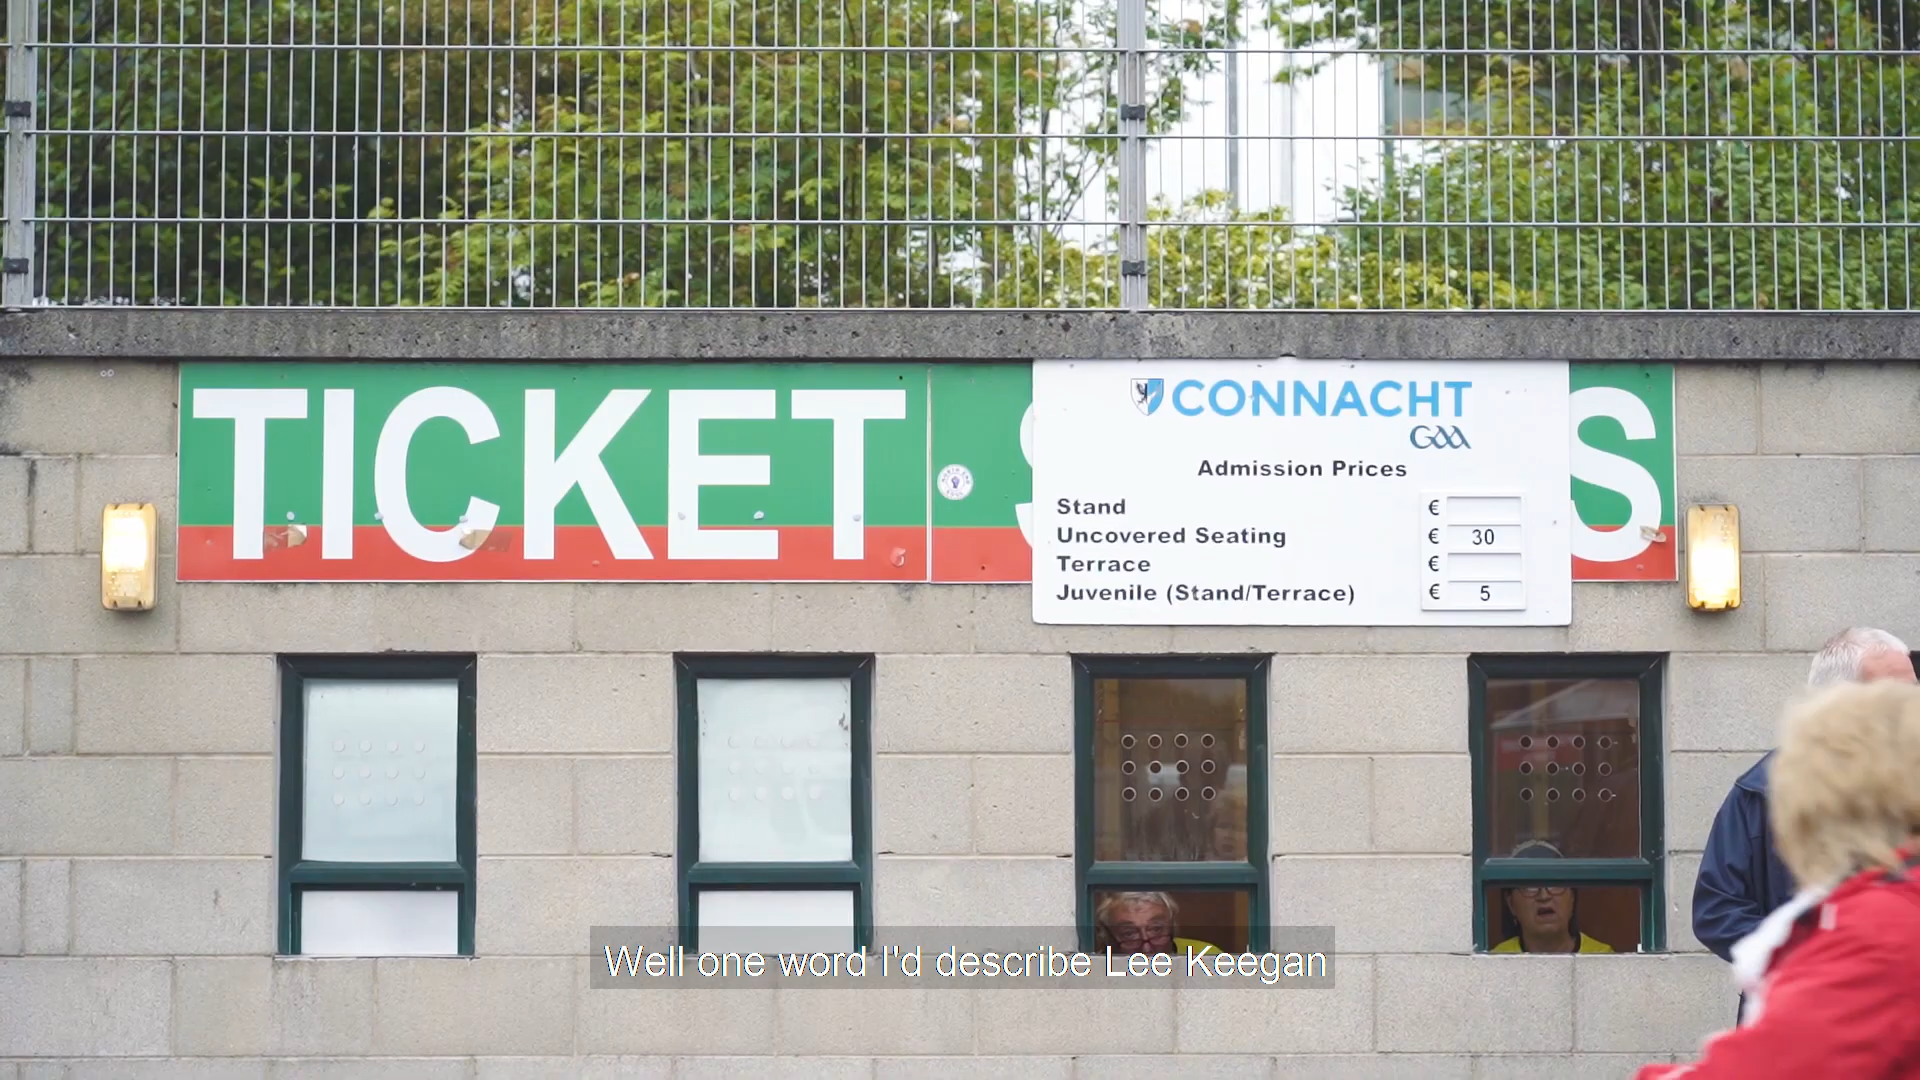 TICKET S
CONNACHT
GAA
Admission Prices
Stand €
Uncovered Seating € 30
Terrace €
Juvenile (Stand/Terrace) € 5
Well one word I'd describe Lee Keegan